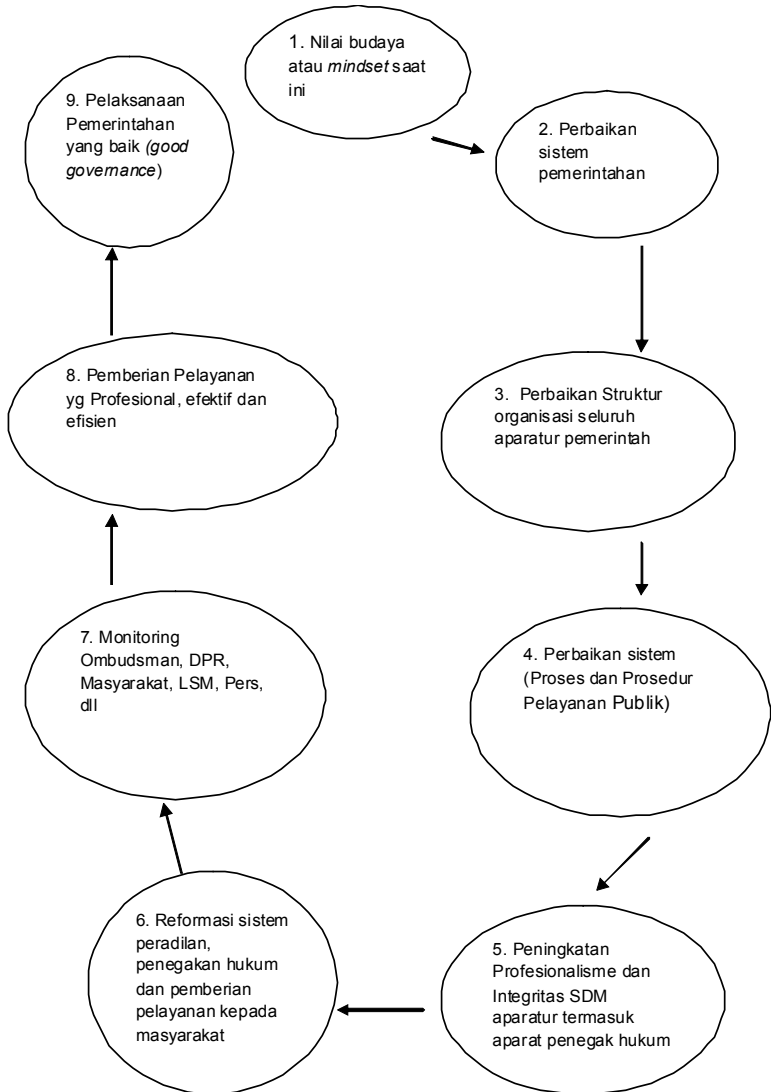 1. Nilai budaya
atau mindset saat
ini
2. Perbaikan
sistem
pemerintahan
3. Perbaikan Struktur
organisasi seluruh
aparatur pemerintah
4. Perbaikan sistem
(Proses dan Prosedur
Pelayanan Publik)
5. Peningkatan
Profesionalisme dan
Integritas SDM
aparatur termasuk
aparat penegak hukum
6. Reformasi sistem
peradilan,
penegakan hukum
dan pemberian
pelayanan kepada
masyarakat
7. Monitoring
Ombudsman, DPR,
Masyarakat, LSM, Pers,
dll
8. Pemberian Pelayanan
yg Profesional, efektif dan
efisien
9. Pelaksanaan
Pemerintahan
yang baik (good
governance)